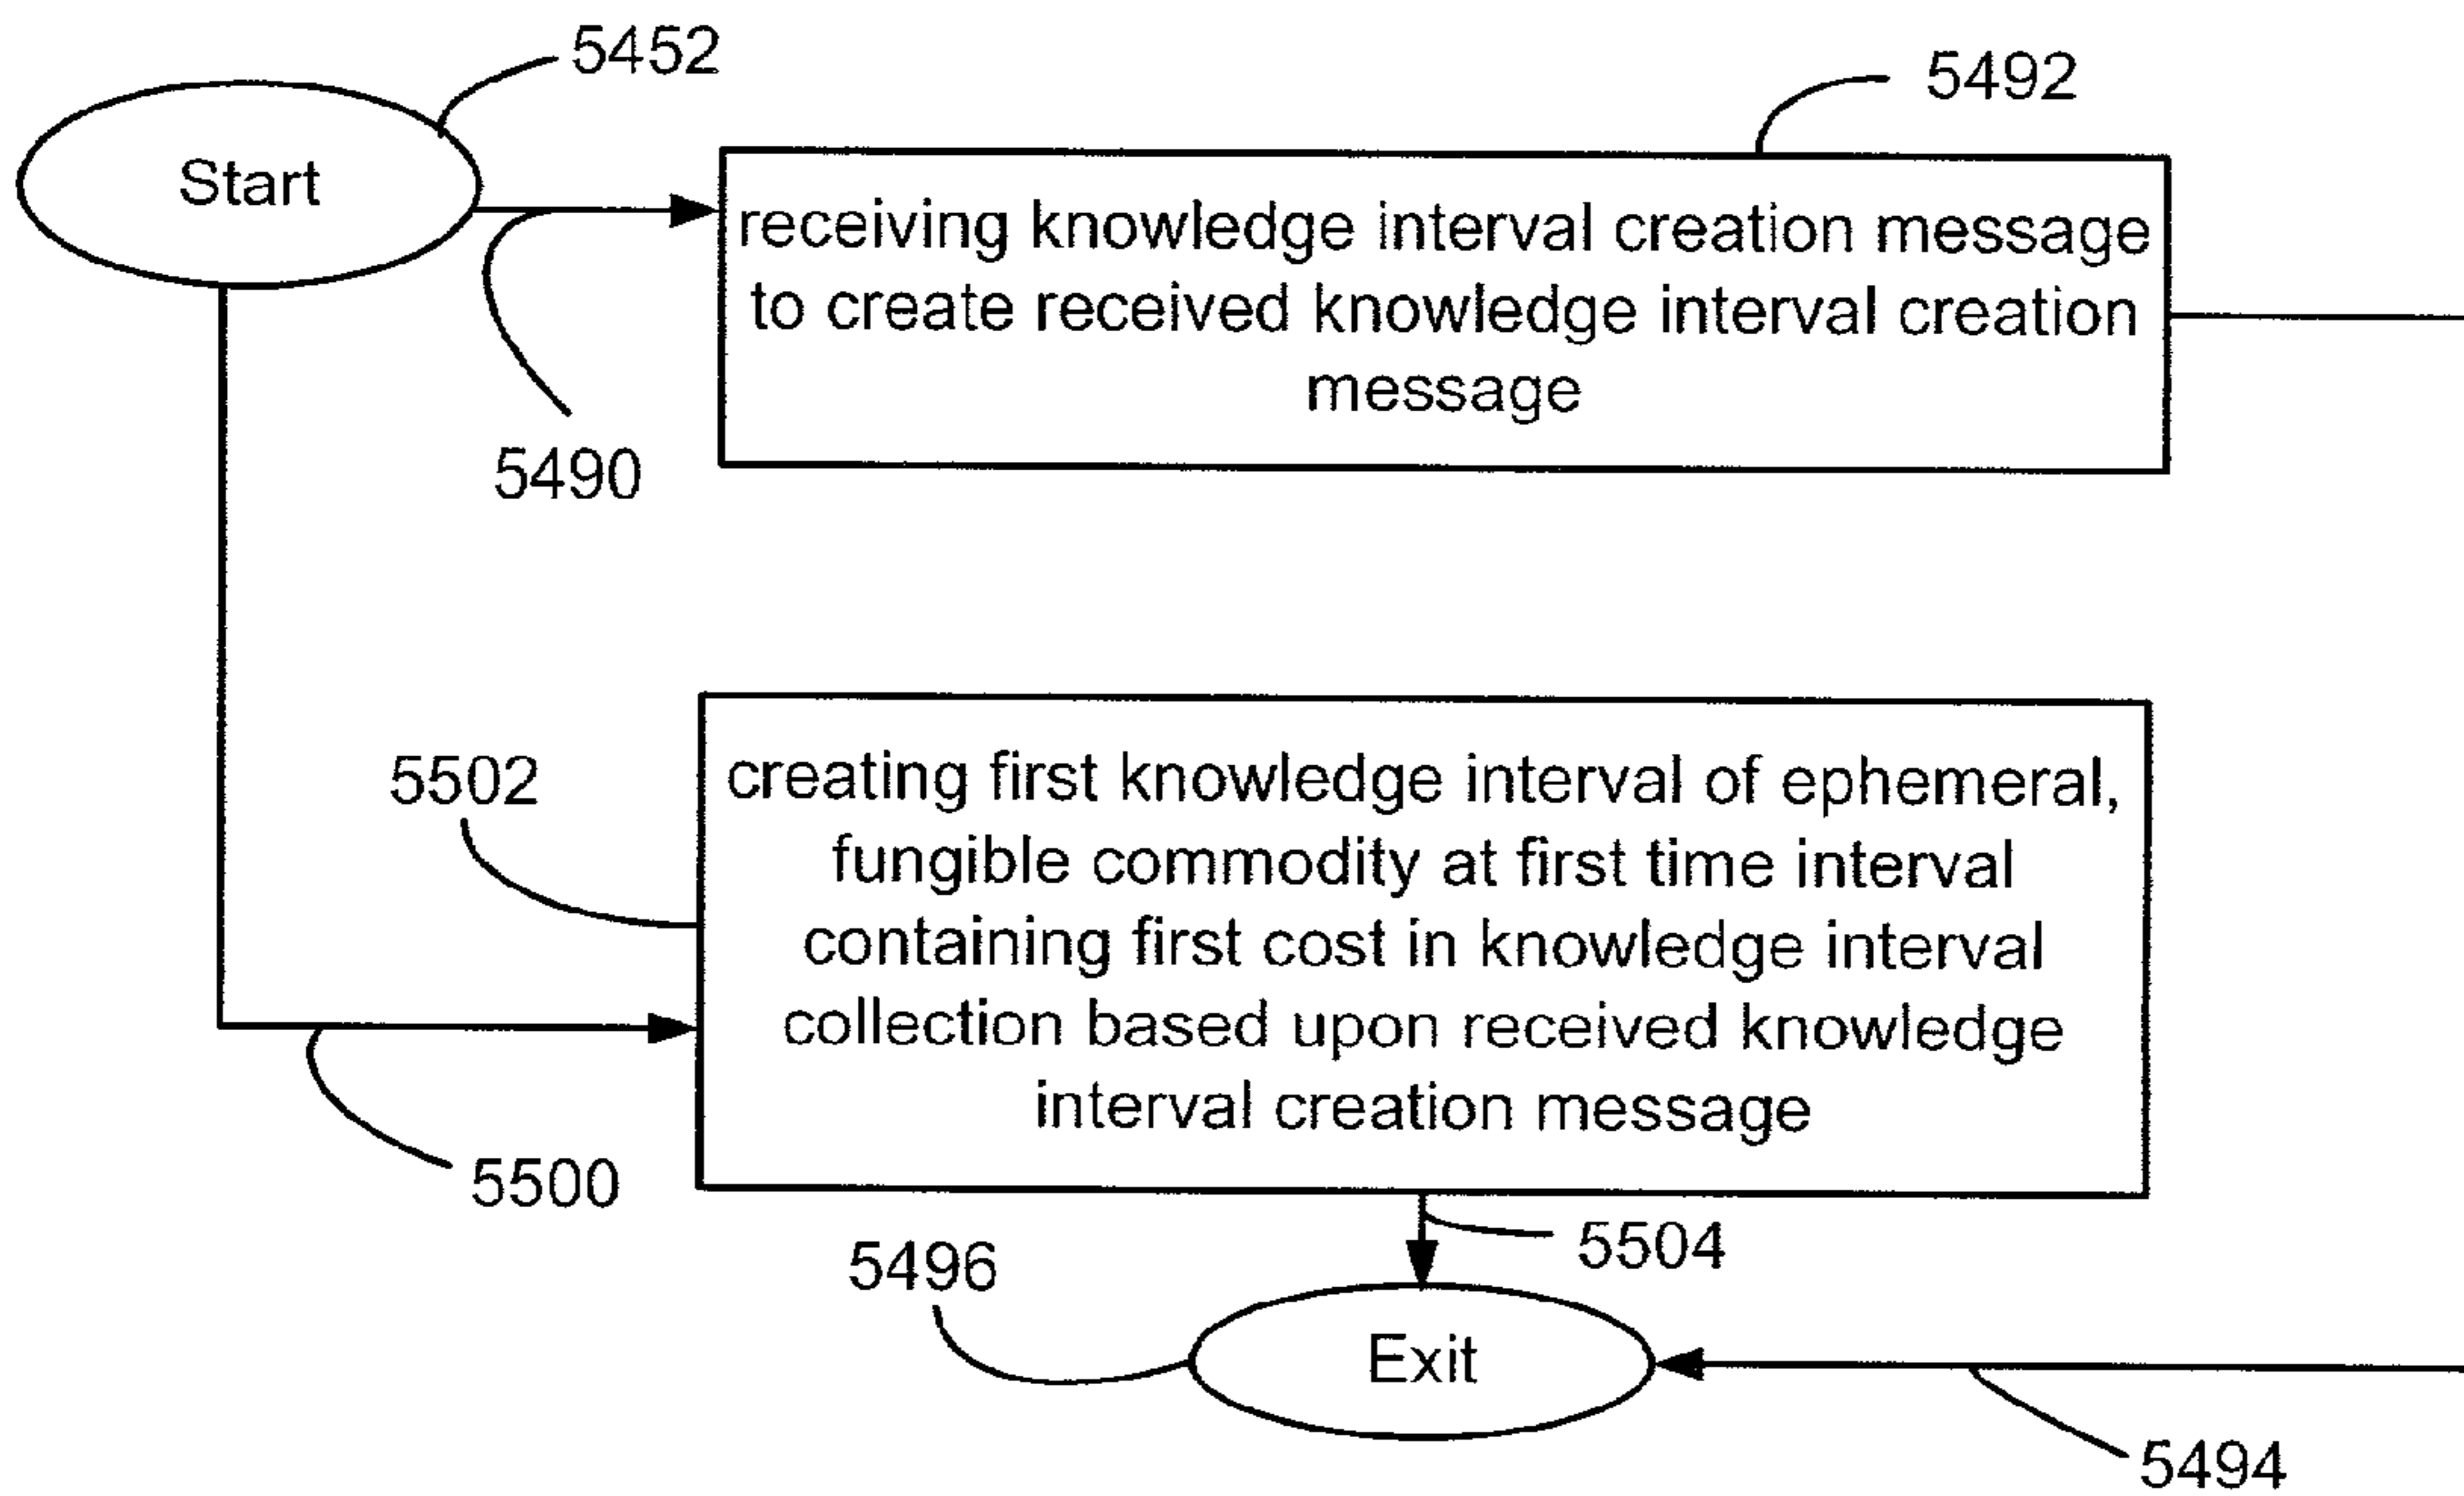 5452
5492
Start
receiving knowledge interval creation message
to create received knowledge interval creation
message
5490
5502
creating first knowledge interval of ephemeral,
fungible commodity at first time interval
containing first cost in knowledge interval
collection based upon received knowledge
interval creation message
5500
5504
5496
Exit
5494